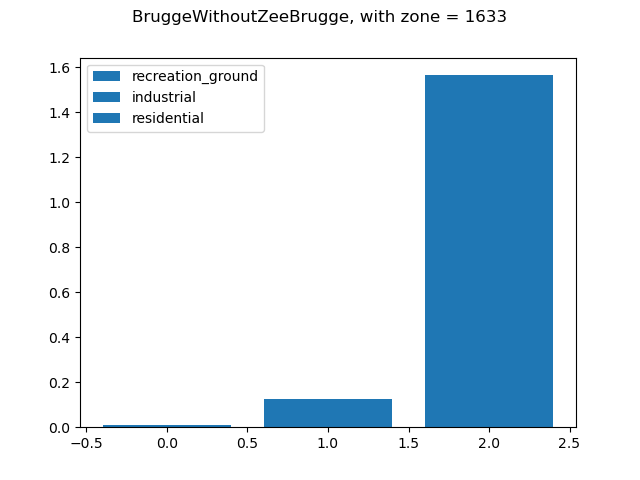 BruggeWithoutZeeBrugge, with zone = 1633
recreation_ground
industrial
residential
1.6
1.4
1.2
1.0
0.8
0.6
0.4
0.2
0.0
−0.5 0.0 0.5 1.0 1.5 2.0 2.5